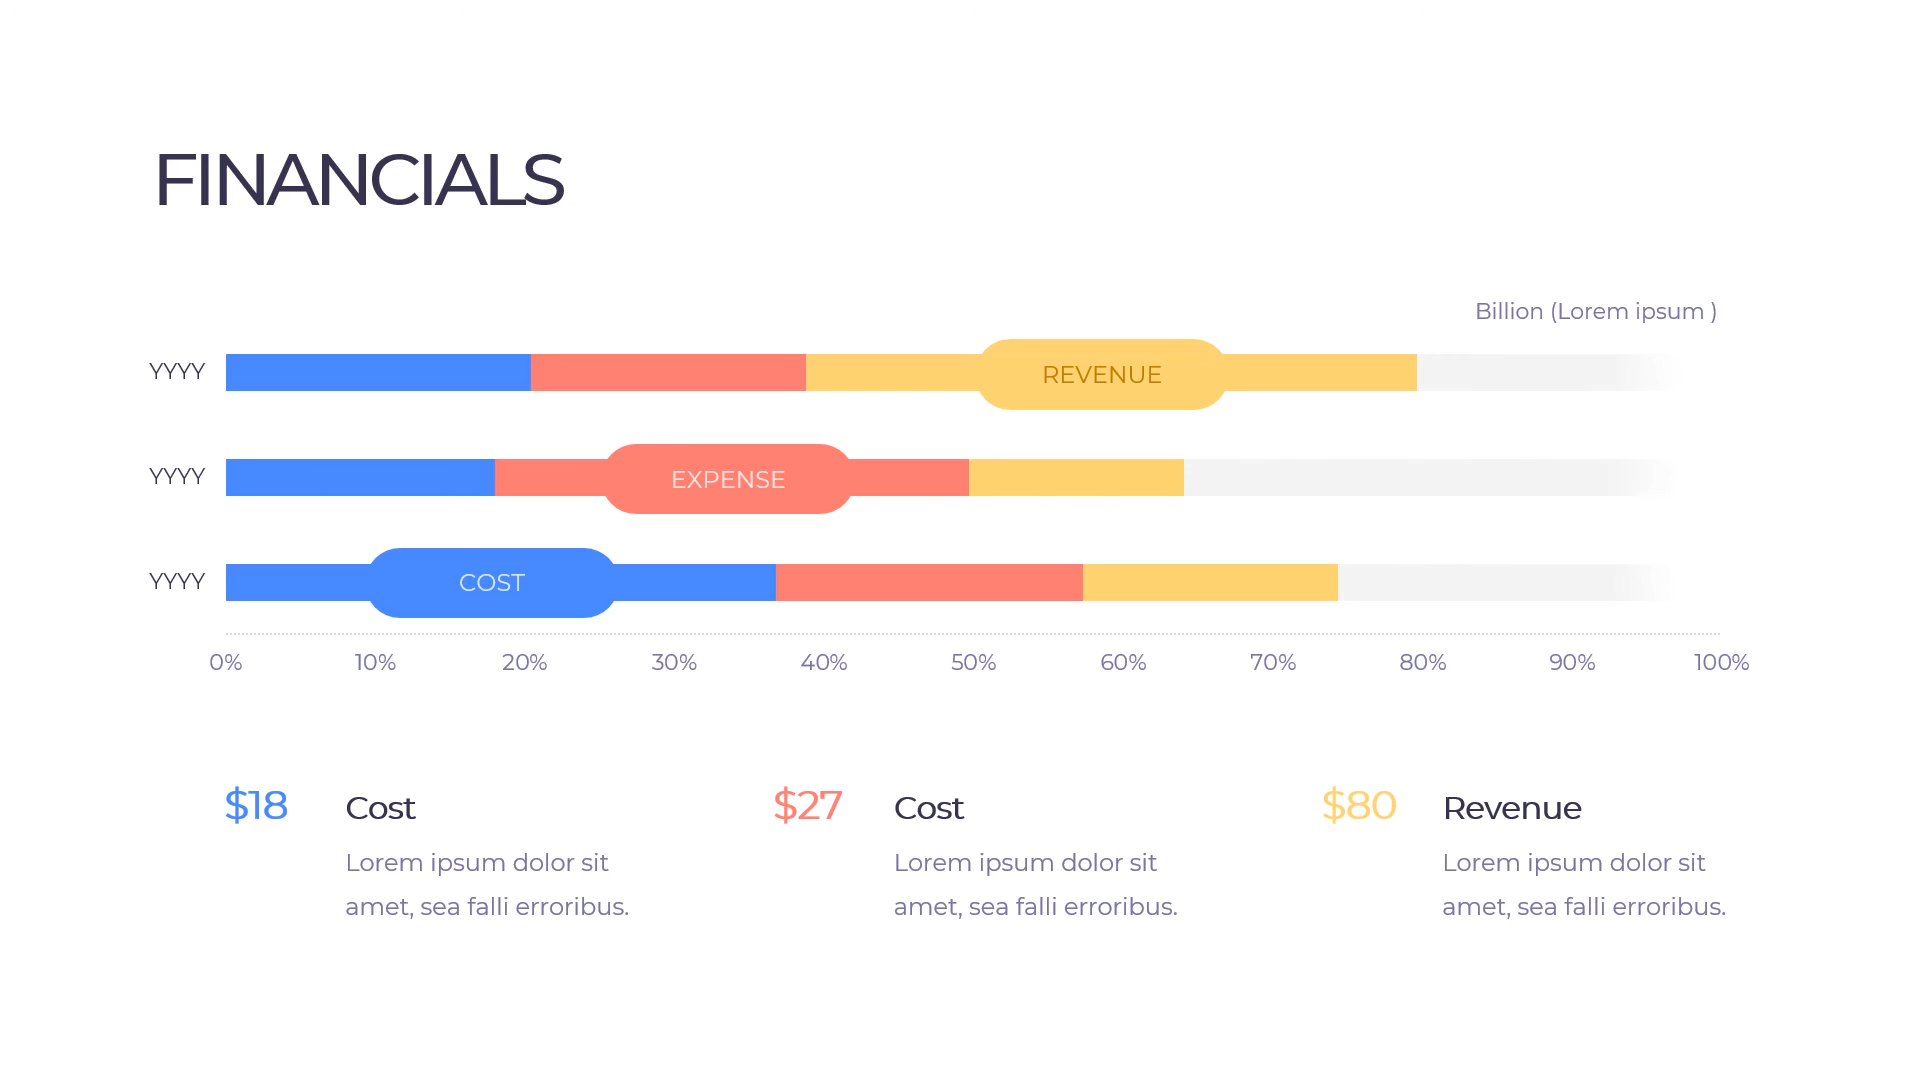 FINANCIALS
Billion (Lorem ipsum )
YYYY
REVENUE
YYYY
EXPENSE
YYYY
COST
0% 10% 20% 30% 40% 50% 60% 70% 80% 90% 100%
$18 Cost
Lorem ipsum dolor sit
amet, sea falli erroribus.
$27 Cost
Lorem ipsum dolor sit
amet, sea falli erroribus.
$80 Revenue
Lorem ipsum dolor sit
amet, sea falli erroribus.